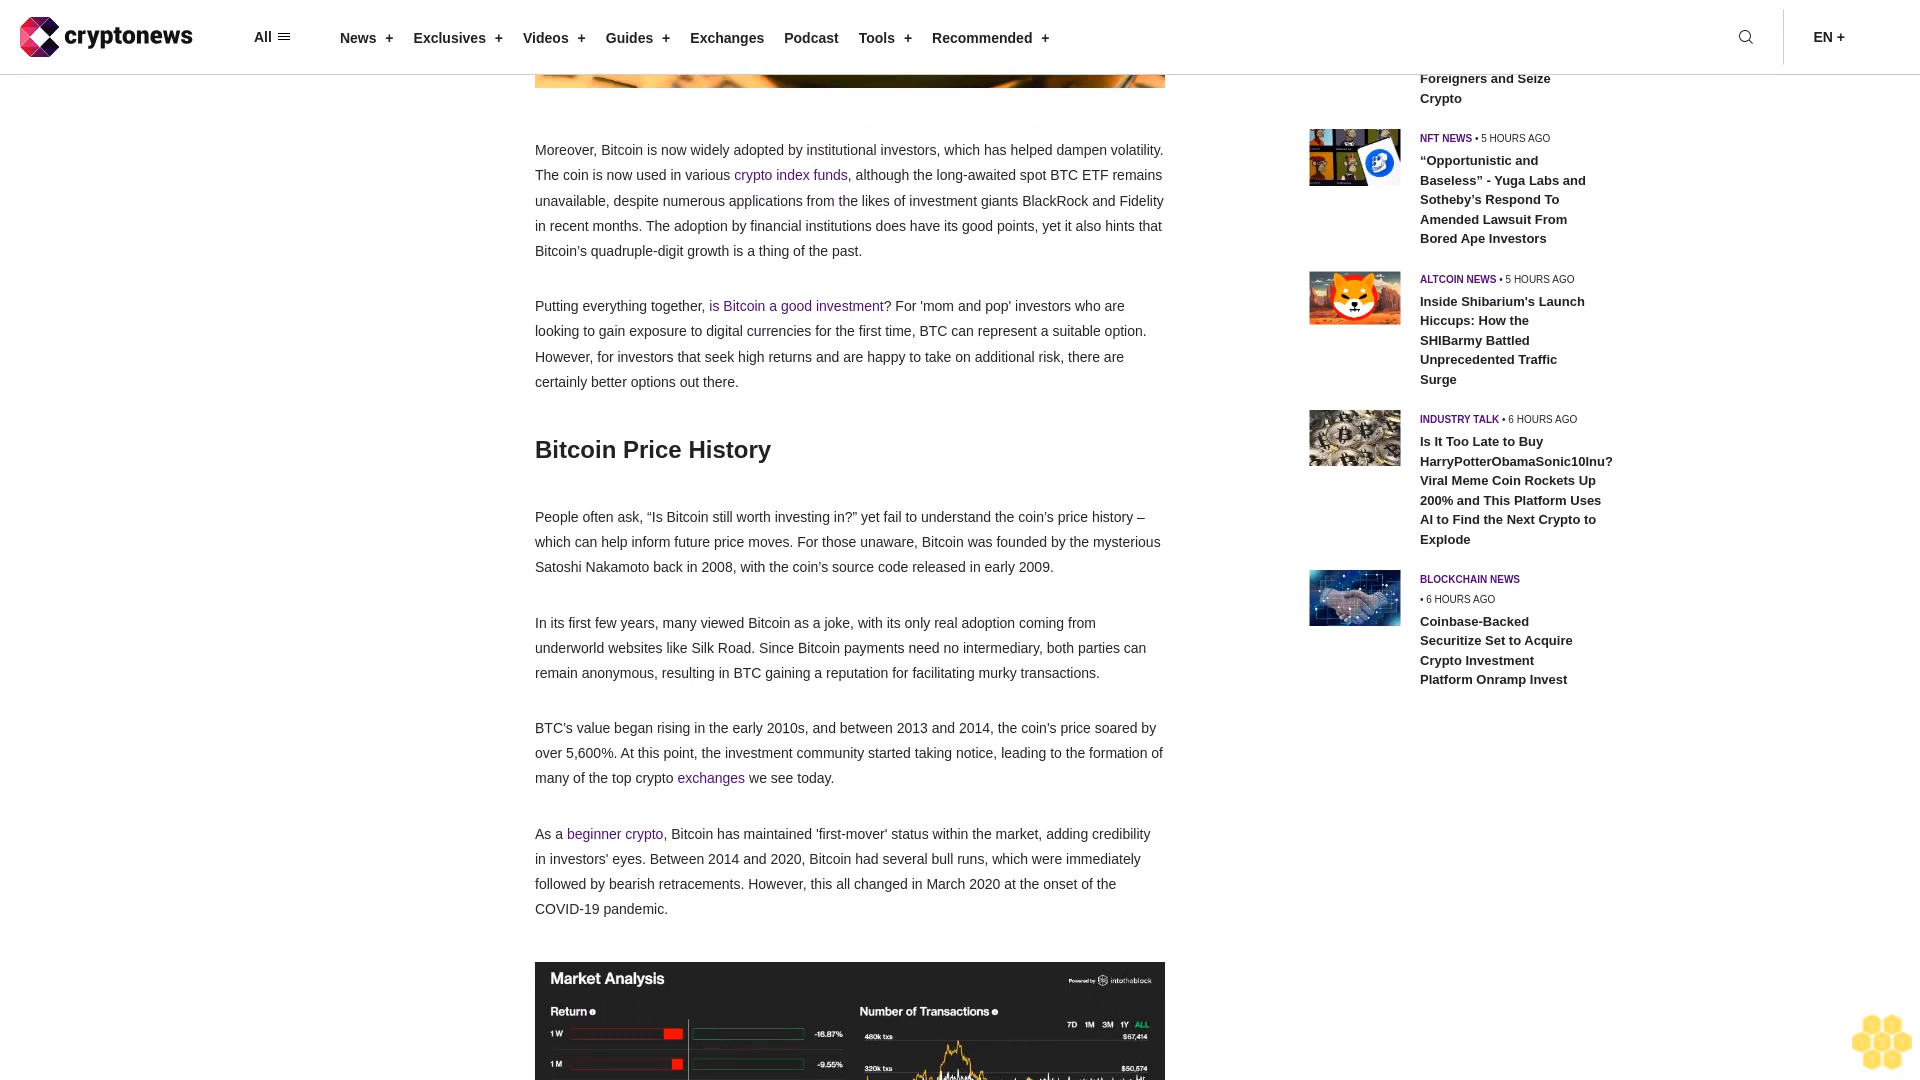 cryptonews
All
News +
Exclusives +
Videos +
Guides +
Exchanges
Podcast
Tools +
Recommended +
EN +
Moreover, Bitcoin is now widely adopted by institutional investors, which has helped dampen volatility.
The coin is now used in various crypto index funds, although the long-awaited spot BTC ETF remains
unavailable, despite numerous applications from the likes of investment giants BlackRock and Fidelity
in recent months. The adoption by financial institutions does have its good points, yet it also hints that
Bitcoin’s quadruple-digit growth is a thing of the past.
Putting everything together, is Bitcoin a good investment? For 'mom and pop' investors who are
looking to gain exposure to digital currencies for the first time, BTC can represent a suitable option.
However, for investors that seek high returns and are happy to take on additional risk, there are
certainly better options out there.
Bitcoin Price History
People often ask, “Is Bitcoin still worth investing in?” yet fail to understand the coin’s price history –
which can help inform future price moves. For those unaware, Bitcoin was founded by the mysterious
Satoshi Nakamoto back in 2008, with the coin’s source code released in early 2009.
In its first few years, many viewed Bitcoin as a joke, with its only real adoption coming from
underworld websites like Silk Road. Since Bitcoin payments need no intermediary, both parties can
remain anonymous, resulting in BTC gaining a reputation for facilitating murky transactions.
BTC's value began rising in the early 2010s, and between 2013 and 2014, the coin's price soared by
over 5,600%. At this point, the investment community started taking notice, leading to the formation of
many of the top crypto exchanges we see today.
As a beginner crypto, Bitcoin has maintained 'first-mover' status within the market, adding credibility
in investors' eyes. Between 2014 and 2020, Bitcoin had several bull runs, which were immediately
followed by bearish retracements. However, this all changed in March 2020 at the onset of the
COVID-19 pandemic.
Market Analysis
Powered by intotheblock
Return
1 W
-16.87%
1 M
-9.55%
Number of Transactions
7D 1M 3M 1Y ALL
480k txs
$67,414
320k txs
$50,574
Foreigners and Seize
Crypto
NFT NEWS • 5 HOURS AGO
“Opportunistic and
Baseless” - Yuga Labs and
Sotheby’s Respond To
Amended Lawsuit From
Bored Ape Investors
ALTCOIN NEWS • 5 HOURS AGO
Inside Shibarium's Launch
Hiccups: How the
SHIBarmy Battled
Unprecedented Traffic
Surge
INDUSTRY TALK • 6 HOURS AGO
Is It Too Late to Buy
HarryPotterObamaSonic10Inu?
Viral Meme Coin Rockets Up
200% and This Platform Uses
AI to Find the Next Crypto to
Explode
BLOCKCHAIN NEWS
• 6 HOURS AGO
Coinbase-Backed
Securitize Set to Acquire
Crypto Investment
Platform Onramp Invest